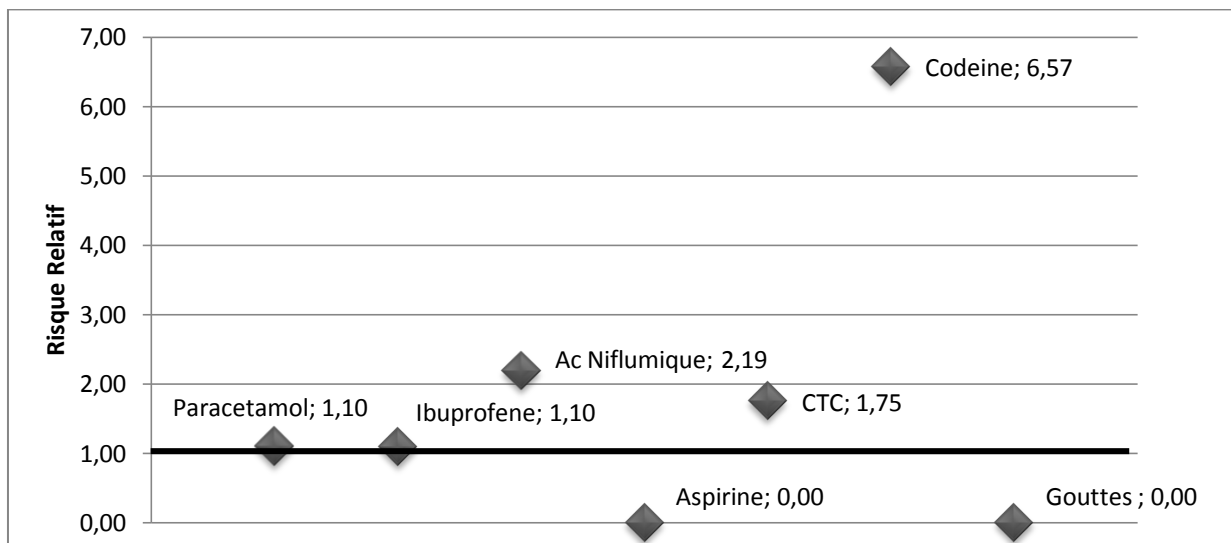 Risque Relatif
7,00
6,00
5,00
4,00
3,00
2,00
1,00
0,00
Codeine; 6,57
Ac Niflumique; 2,19
CTC; 1,75
Paracetamol; 1,10
Ibuprofene; 1,10
Aspirine; 0,00
Gouttes ; 0,00